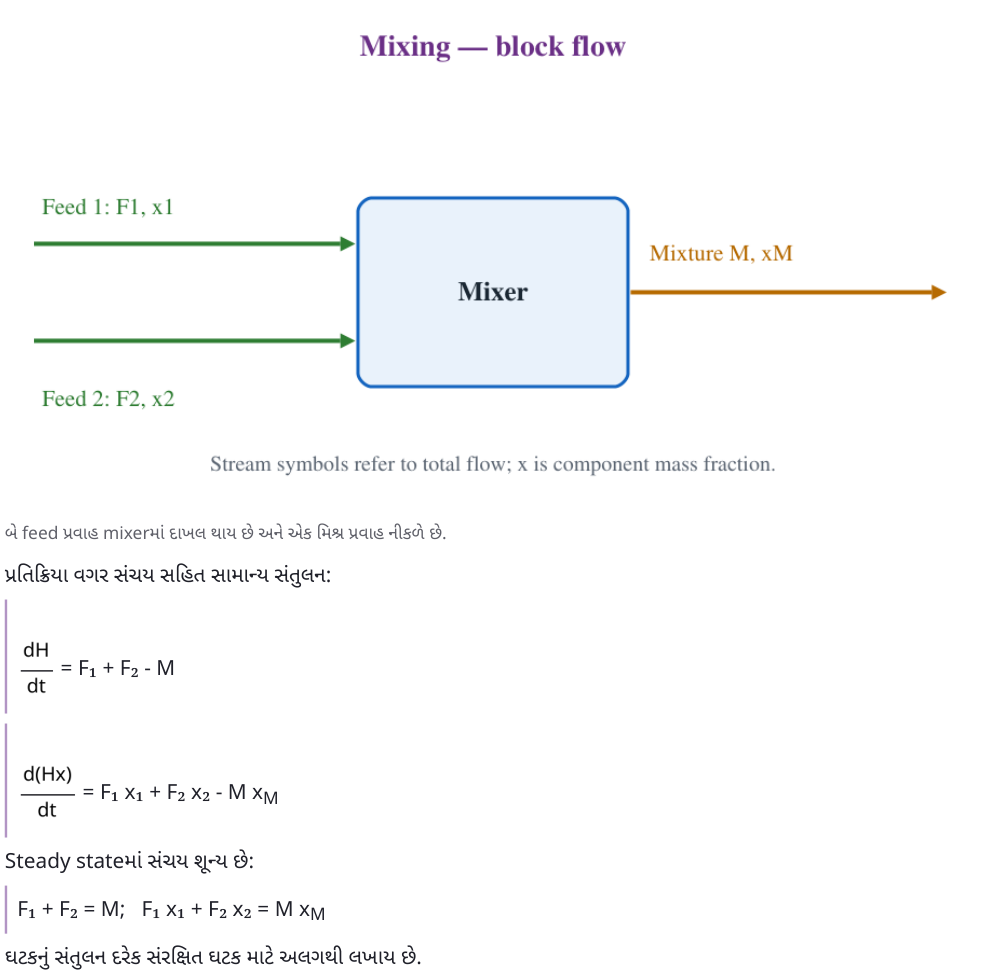 Mixing — block flow
Feed 1: F1, x1
Mixture M, xM
Mixer
Feed 2: F2, x2
Stream symbols refer to total flow; x is component mass fraction.
બે feed પ્રવાહ mixerમાં દાખલ થાય છે અને એક મિશ્ર પ્રવાહ નીકળે છે.
પ્રતિક્રિયા વગર સંચય સહિત સામાન્ય સંતુલન:
dH/dt = F₁ + F₂ - M
d(Hx)/dt = F₁ x₁ + F₂ x₂ - M x_M
Steady stateમાં સંચય શૂન્ય છે:
F₁ + F₂ = M; F₁ x₁ + F₂ x₂ = M x_M
ઘટકનું સંતુલન દરેક સંરક્ષિત ઘટક માટે અલગથી લખાય છે.